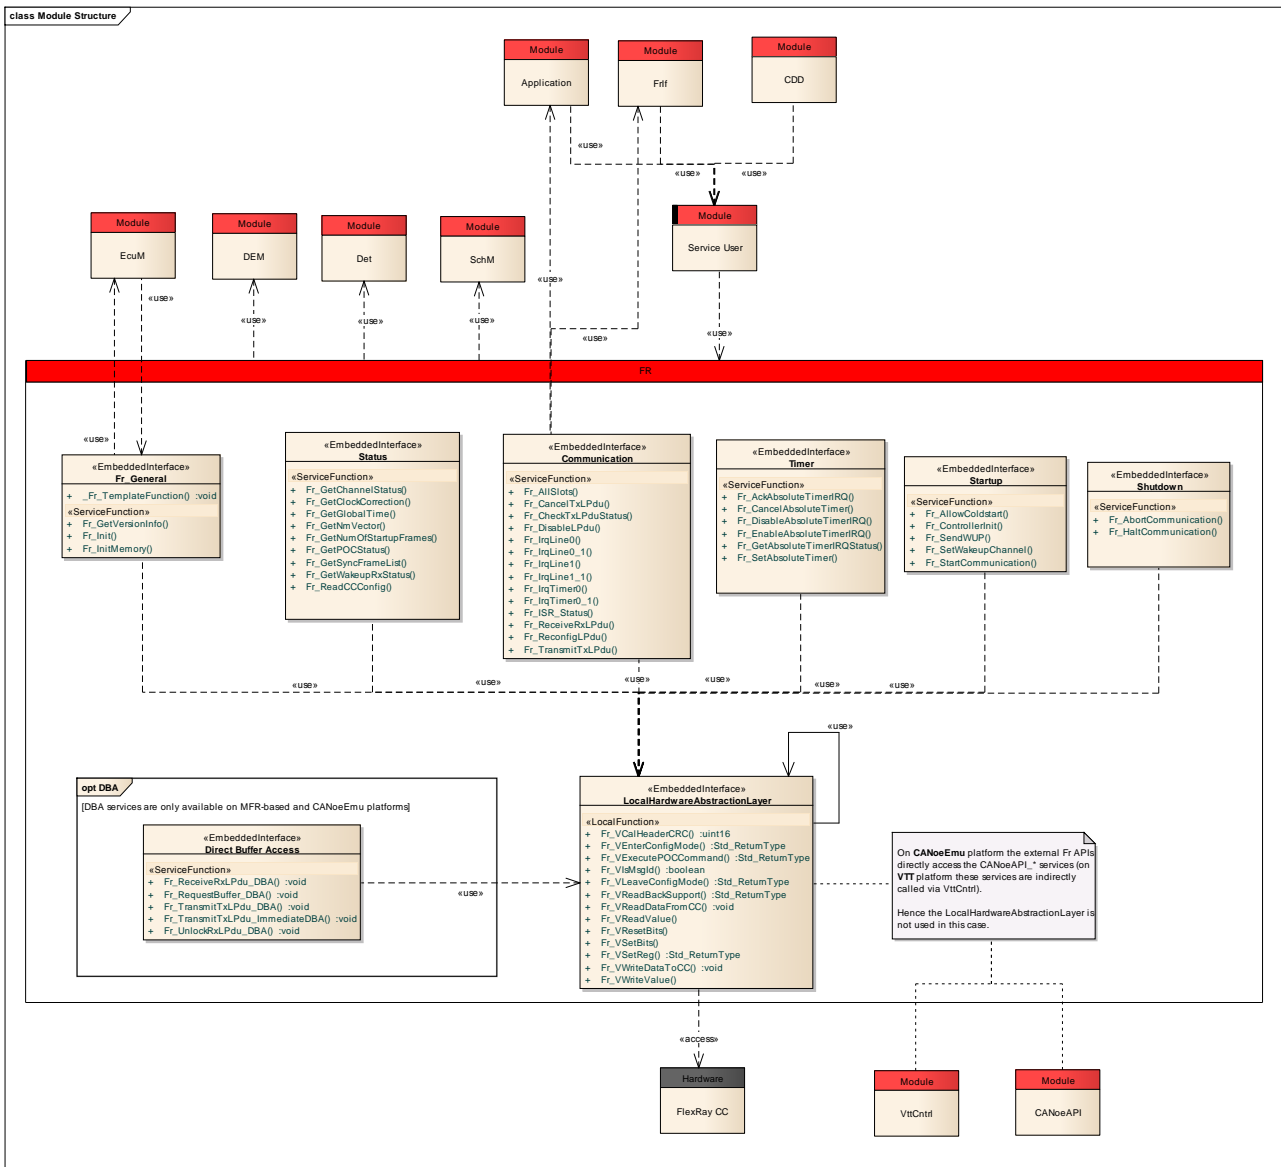 class Module Structure
Module
Application
Module
FrIf
Module
CDD
«use»
«use»
«use»
Module
EcuM
Module
DEM
Module
Det
Module
SchM
Module
Service User
«use»
«use»
«use»
«use»
«use»
«use»
«use»
«use»
FR
«use»
«EmbeddedInterface»
Fr_General
+ _Fr_TemplateFunction() :void
«ServiceFunction»
+ Fr_GetVersionInfo()
+ Fr_Init()
+ Fr_InitMemory()
«EmbeddedInterface»
Status
«ServiceFunction»
+ Fr_GetChannelStatus()
+ Fr_GetClockCorrection()
+ Fr_GetGlobalTime()
+ Fr_GetNmVector()
+ Fr_GetNumOfStartupFrames()
+ Fr_GetPOCStatus()
+ Fr_GetSyncFrameList()
+ Fr_GetWakeupRxStatus()
+ Fr_ReadCCConfig()
«EmbeddedInterface»
Communication
«ServiceFunction»
+ Fr_AllSlots()
+ Fr_CancelTxLPdu()
+ Fr_CheckTxLPduStatus()
+ Fr_DisableLPdu()
+ Fr_IrqLine0()
+ Fr_IrqLine0_1()
+ Fr_IrqLine1()
+ Fr_IrqLine1_1()
+ Fr_IrqTimer0()
+ Fr_IrqTimer0_1()
+ Fr_ISR_Status()
+ Fr_ReceiveRxLPdu()
+ Fr_ReconfigLPdu()
+ Fr_TransmitTxLPdu()
«EmbeddedInterface»
Timer
«ServiceFunction»
+ Fr_AckAbsoluteTimerIRQ()
+ Fr_CancelAbsoluteTimer()
+ Fr_DisableAbsoluteTimerIRQ()
+ Fr_EnableAbsoluteTimerIRQ()
+ Fr_GetAbsoluteTimerIRQStatus()
+ Fr_SetAbsoluteTimer()
«EmbeddedInterface»
Startup
«ServiceFunction»
+ Fr_AllowColdstart()
+ Fr_ControllerInit()
+ Fr_SendWUP()
+ Fr_SetWakeupChannel()
+ Fr_StartCommunication()
«EmbeddedInterface»
Shutdown
«ServiceFunction»
+ Fr_AbortCommunication()
+ Fr_HaltCommunication()
«use»
«use»
«use»
«use»
«use»
«use»
«use»
opt DBA
[DBA services are only available on MFR-based and CANoeEmu platforms]
«EmbeddedInterface»
Direct Buffer Access
«ServiceFunction»
+ Fr_ReceiveRxLPdu_DBA() :void
+ Fr_RequestBuffer_DBA() :void
+ Fr_TransmitTxLPdu_DBA() :void
+ Fr_TransmitTxLPdu_ImmediateDBA() :void
+ Fr_UnlockRxLPdu_DBA() :void
«use»
«EmbeddedInterface»
LocalHardwareAbstractionLayer
«LocalFunction»
+ Fr_VCalHeaderCRC() :uint16
+ Fr_VEnterConfigMode() :Std_ReturnType
+ Fr_VExecutePOCCommand() :Std_ReturnType
+ Fr_VIsMsgId() :boolean
+ Fr_VLeaveConfigMode() :Std_ReturnType
+ Fr_VReadBackSupport() :Std_ReturnType
+ Fr_VReadDataFromCC() :void
+ Fr_VReadValue()
+ Fr_VResetBits()
+ Fr_VSetBits()
+ Fr_VSetReg() :Std_ReturnType
+ Fr_VWriteDataToCC() :void
+ Fr_VWriteValue()
On CANoeEmu platform the external Fr APIs
directly access the CANoeAPI_* services (on
VTT platform these services are indirectly
called via VttCntrl).
Hence the LocalHardwareAbstractionLayer is
not used in this case.
«access»
Hardware
FlexRay CC
Module
VttCntrl
Module
CANoeAPI